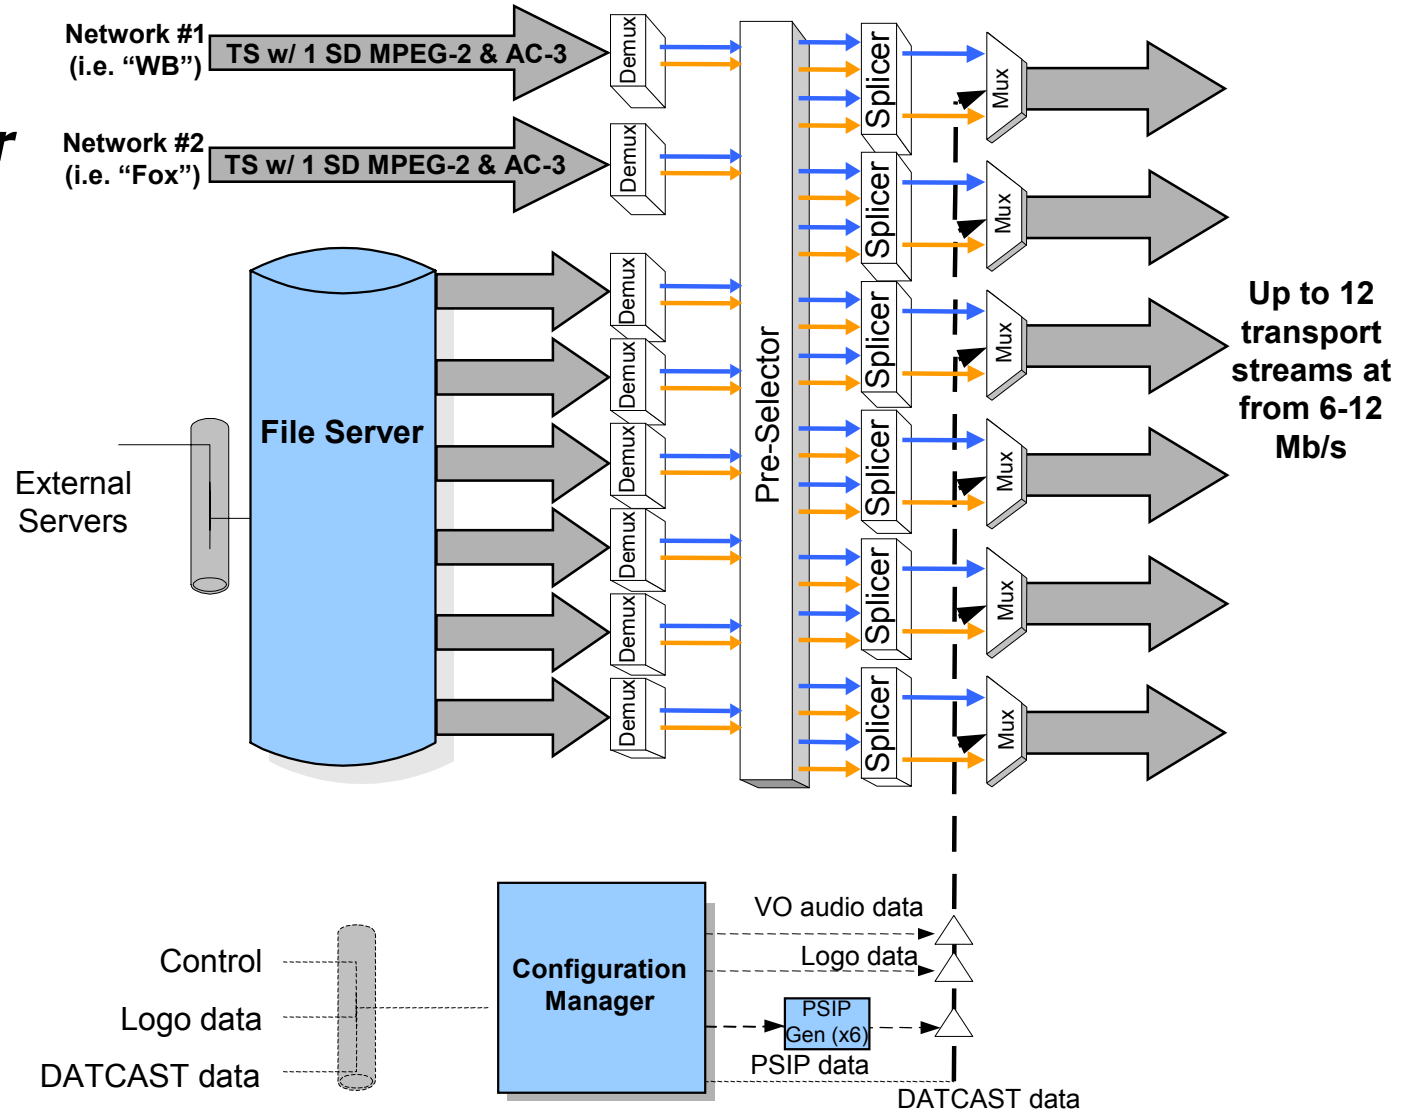 Network #1
(i.e. “WB”)
TS w/ 1 SD MPEG-2 & AC-3
Network #2
(i.e. “Fox”)
TS w/ 1 SD MPEG-2 & AC-3
r
Demux
Demux
Demux
Demux
Demux
Demux
Demux
Demux
File Server
External
Servers
Pre-Selector
Splicer
Splicer
Splicer
Splicer
Splicer
Splicer
Mux
Mux
Mux
Mux
Mux
Mux
Up to 12
transport
streams at
from 6-12
Mb/s
Control
Logo data
DATCAST data
Configuration
Manager
VO audio data
Logo data
PSIP
Gen (x6)
PSIP data
DATCAST data